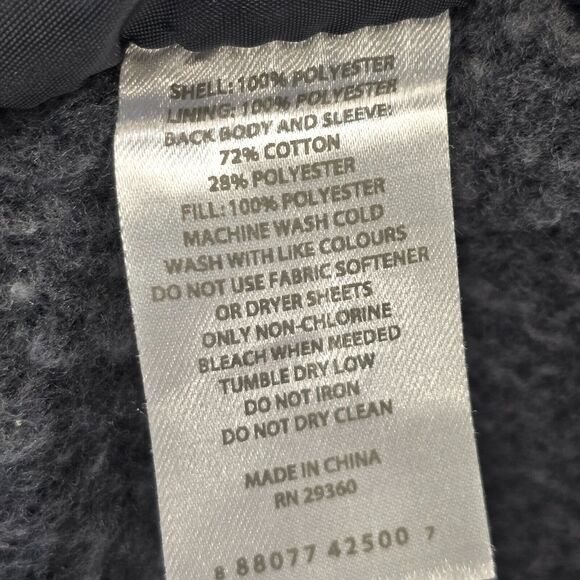 SHELL: 100% POLYESTER
LINING: 100% POLYESTER
BACK BODY AND SLEEVE:
72% COTTON
28% POLYESTER
FILL: 100% POLYESTER
MACHINE WASH COLD
WASH WITH LIKE COLOURS
DO NOT USE FABRIC SOFTENER
OR DRYER SHEETS
ONLY NON-CHLORINE
BLEACH WHEN NEEDED
TUMBLE DRY LOW
DO NOT IRON
DO NOT DRY CLEAN
MADE IN CHINA
RN 29360
8 88077 42500 7